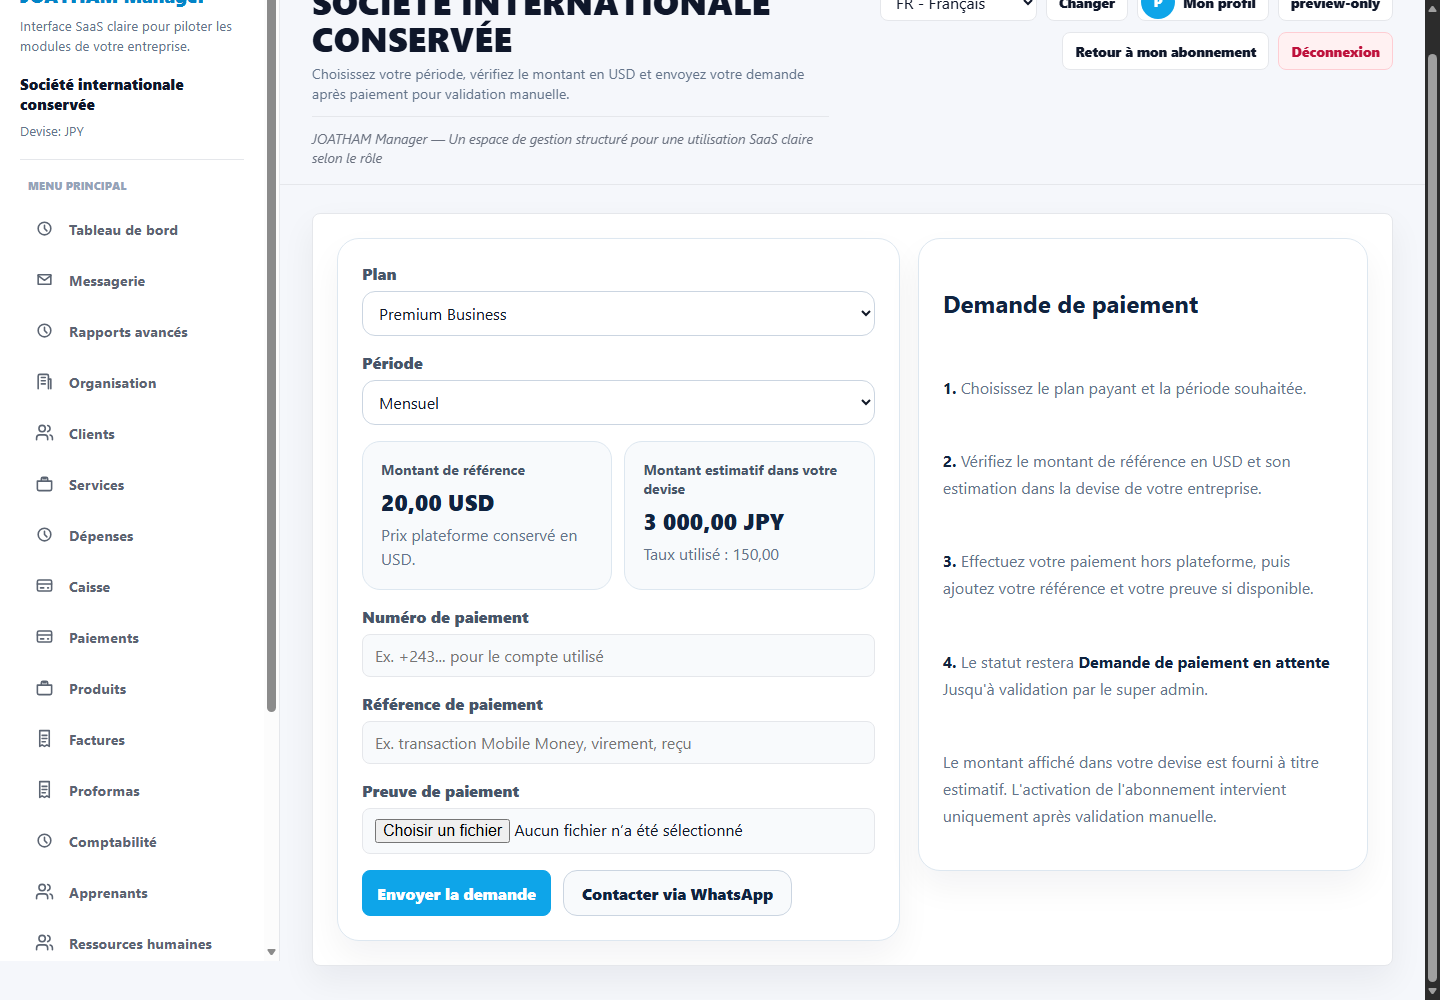 JOATHAM Manager
Interface SaaS claire pour piloter les
modules de votre entreprise.
Société internationale
conservée
Devise: JPY
MENU PRINCIPAL
Tableau de bord
Messagerie
Rapports avancés
Organisation
Clients
Services
Dépenses
Caisse
Paiements
Produits
Factures
Proformas
Comptabilité
Apprenants
Ressources humaines
SOCIÉTÉ INTERNATIONALE
CONSERVÉE
Choisissez votre période, vérifiez le montant en USD et envoyez votre demande
après paiement pour validation manuelle.
JOATHAM Manager — Un espace de gestion structuré pour une utilisation SaaS claire
selon le rôle
FR - Français
Changer
P
Mon profil
preview-only
Retour à mon abonnement
Déconnexion
Plan
Premium Business
Période
Mensuel
Montant de référence
20,00 USD
Prix plateforme conservé en
USD.
Montant estimatif dans votre
devise
3 000,00 JPY
Taux utilisé : 150,00
Numéro de paiement
Ex. +243... pour le compte utilisé
Référence de paiement
Ex. transaction Mobile Money, virement, reçu
Preuve de paiement
Choisir un fichier Aucun fichier n’a été sélectionné
Envoyer la demande
Contacter via WhatsApp
Demande de paiement
1. Choisissez le plan payant et la période souhaitée.
2. Vérifiez le montant de référence en USD et son
estimation dans la devise de votre entreprise.
3. Effectuez votre paiement hors plateforme, puis
ajoutez votre référence et votre preuve si disponible.
4. Le statut restera Demande de paiement en attente
Jusqu'à validation par le super admin.
Le montant affiché dans votre devise est fourni à titre
estimatif. L'activation de l'abonnement intervient
uniquement après validation manuelle.